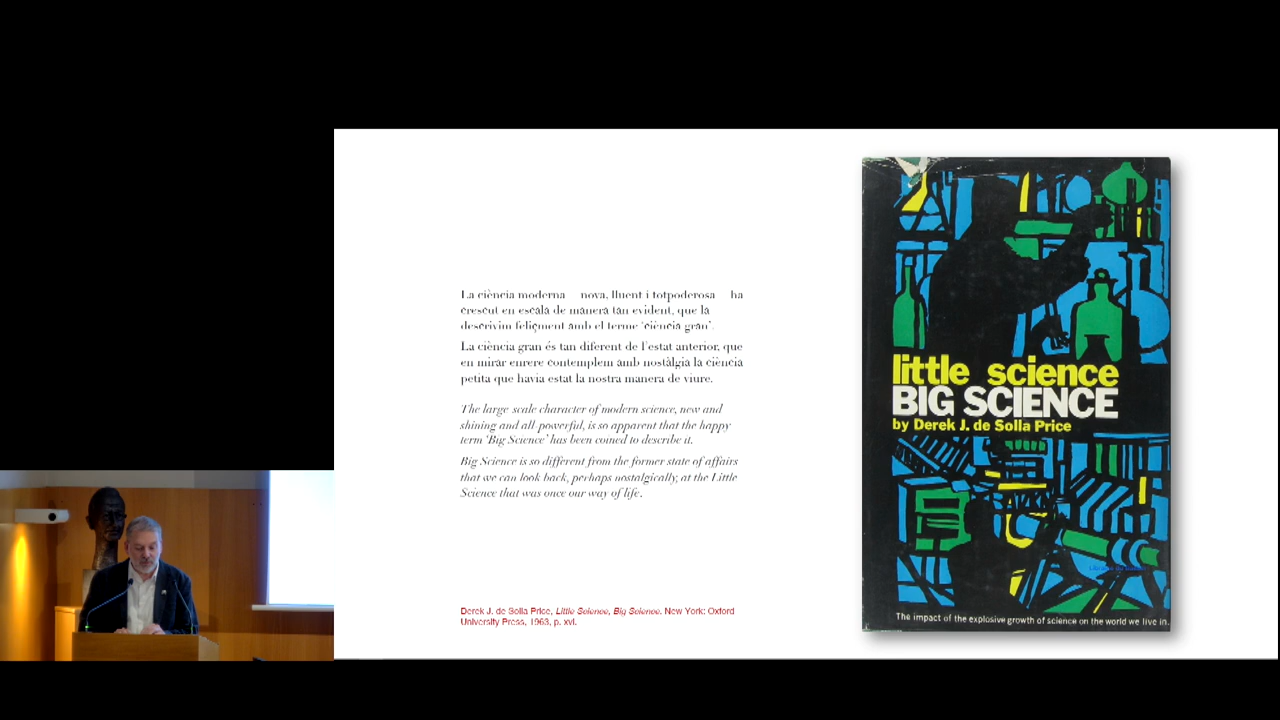 La ciència moderna – nova, lluent i totpoderosa – ha
crescut en escala de manera tan evident, que la
descrivim feliçment amb el terme 'ciència gran'.
La ciència gran és tan diferent de l'estat anterior, que
en mirar enrere contemplem amb nostàlgia la ciència
petita que havia estat la nostra manera de viure.
The large-scale character of modern science, new and
shining and all-powerful, is so apparent that the happy
term 'Big Science' has been coined to describe it.
Big Science is so different from the former state of affairs
that we can look back, perhaps nostalgically, at the Little
Science that was once our way of life.
Derek J. de Solla Price, Little Science, Big Science. New York: Oxford
University Press, 1963, p. xvi.
little science
BIG SCIENCE
by Derek J. de Solla Price
The impact of the explosive growth of science on the world we live in.